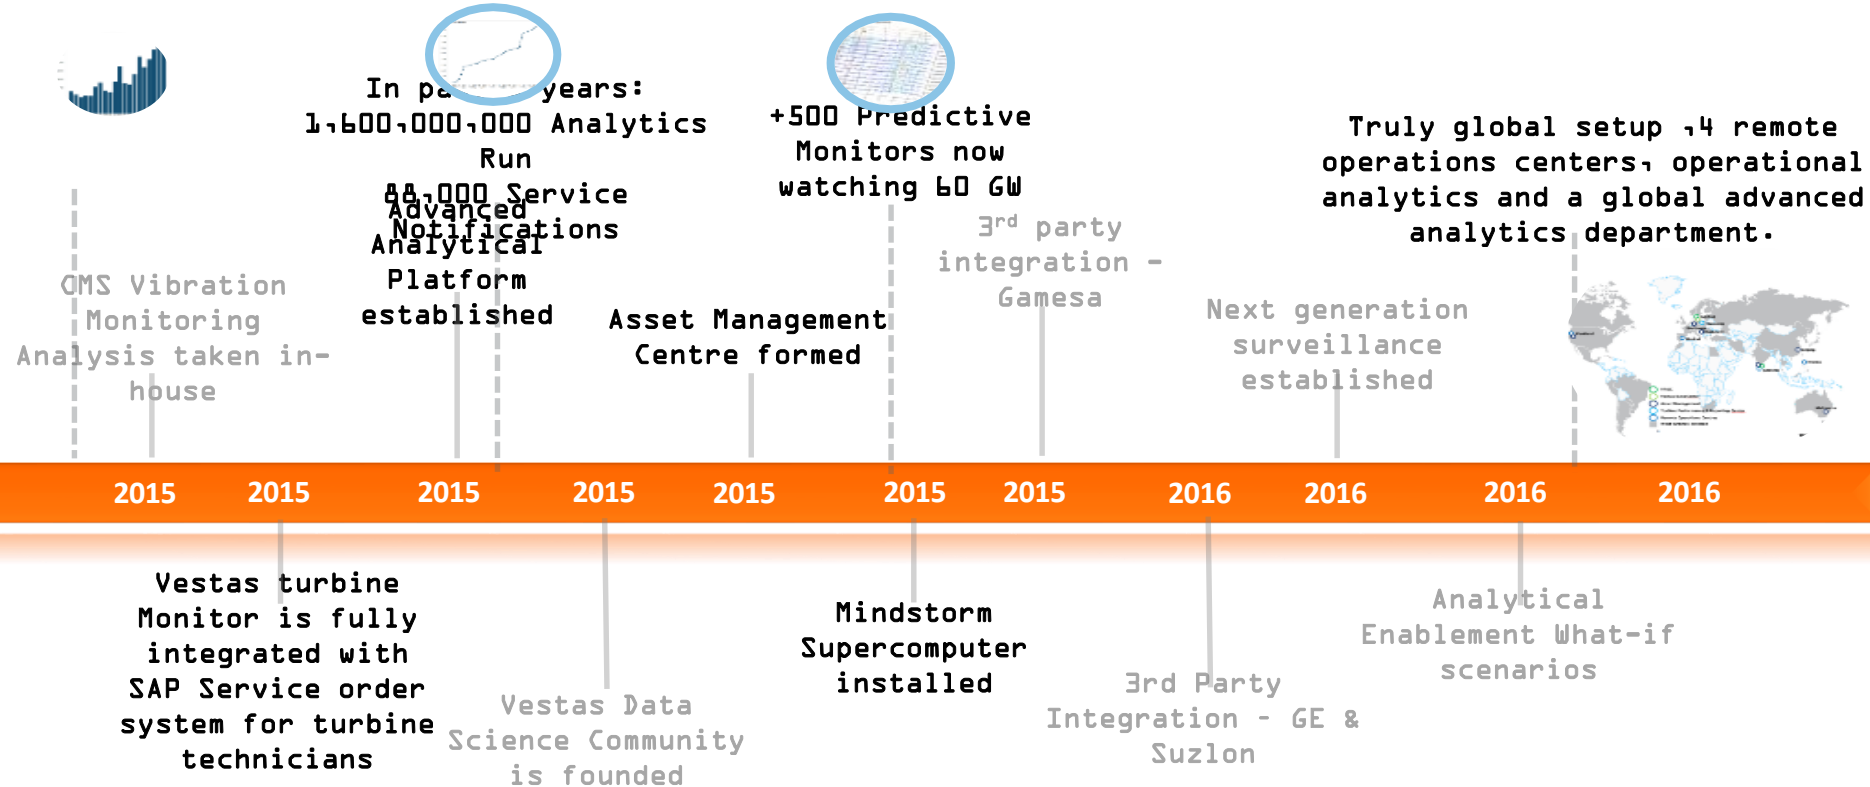 In pa years:
1,600,000,000 Analytics
Run
88,000 Service
Notifications
Advanced
Analytical
Platform
established
+500 Predictive
Monitors now
watching 60 GW
Truly global setup ,4 remote
operations centers, operational
analytics and a global advanced
analytics department.
CMS Vibration
Monitoring
Analysis taken in-
house
Asset Management
Centre formed
3rd party
integration -
Gamesa
Next generation
surveillance
established
2015 2015 2015 2015 2015 2015 2015 2016 2016 2016 2016
Vestas turbine
Monitor is fully
integrated with
SAP Service order
system for turbine
technicians
Vestas Data
Science Community
is founded
Mindstorm
Supercomputer
installed
3rd Party
Integration - GE &
Suzlon
Analytical
Enablement What-if
scenarios